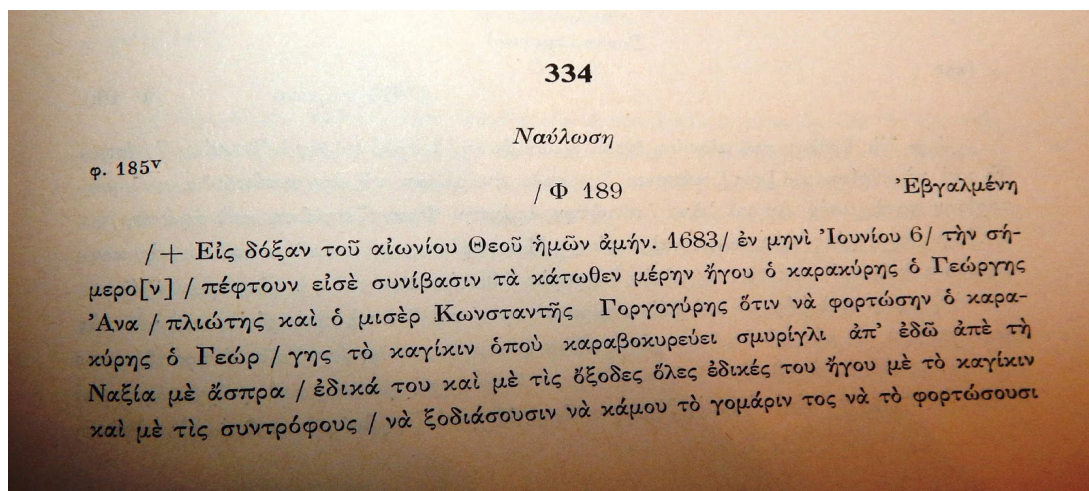 334
Ναύλωση
φ. 185ᵛ
/ Φ 189 Ἐβγαλμένη
/ + Εἰς δόξαν τοῦ αἰωνίου Θεοῦ ἡμῶν ἀμήν. 1683/ ἐν μηνὶ Ἰουνίου 6/ τὴν σή-
μερο[ν] / πέφτουν εἰσὲ συνίβασιν τὰ κάτωθεν μέρην ἤγου ὁ καρακύρης ὁ Γεώργης
Ἀνα / πλιώτης καὶ ὁ μισὲρ Κωνσταντῆς Γοργογύρης ὅτιν νὰ φορτώσην ὁ καρα-
κύρης ὁ Γεώρ / γης τὸ καγίκιν ὁποὺ καραβοκυρεύει σμυρίγλι ἀπ' ἐδῶ ἀπὲ τὴ
Ναξία μὲ ἄσπρα / ἐδικά του καὶ μὲ τὶς ὄξοδες ὅλες ἐδικές του ἤγου μὲ τὸ καγίκιν
καὶ μὲ τὶς συντρόφους / νὰ ξοδιάσουσιν νὰ κάμου τὸ γομάριν τος νὰ τὸ φορτώσουσι